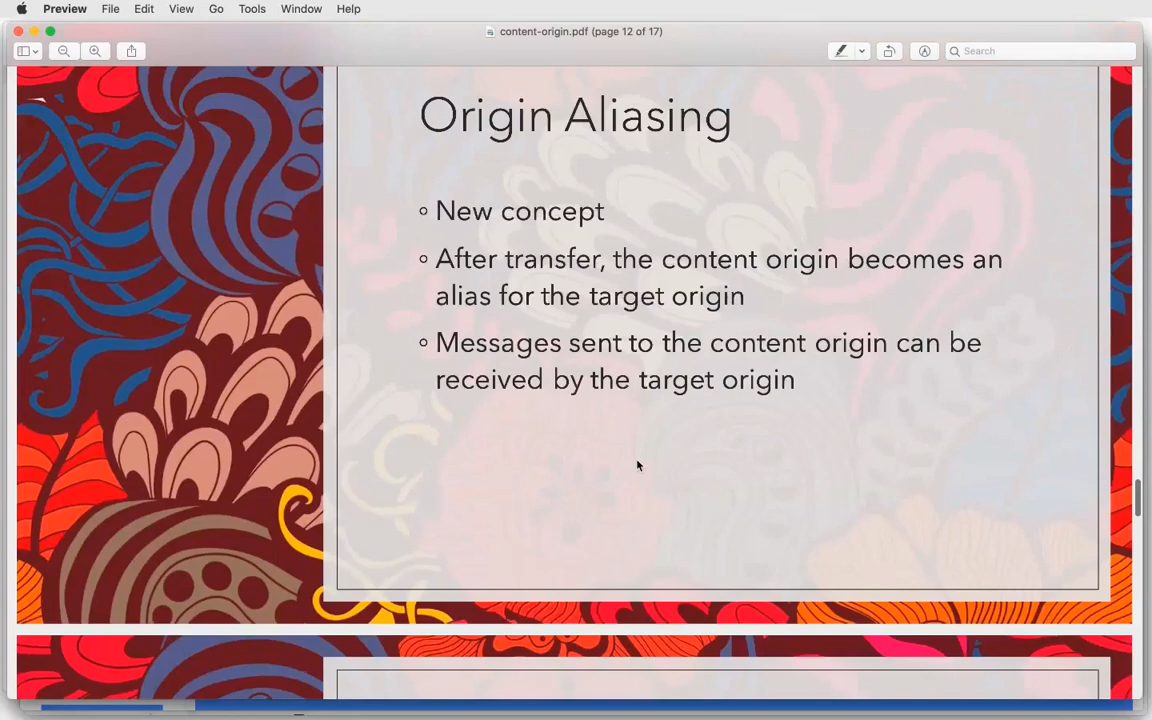 Preview File Edit View Go Tools Window Help
content-origin.pdf (page 12 of 17)
Search
Origin Aliasing
New concept
After transfer, the content origin becomes an
alias for the target origin
Messages sent to the content origin can be
received by the target origin